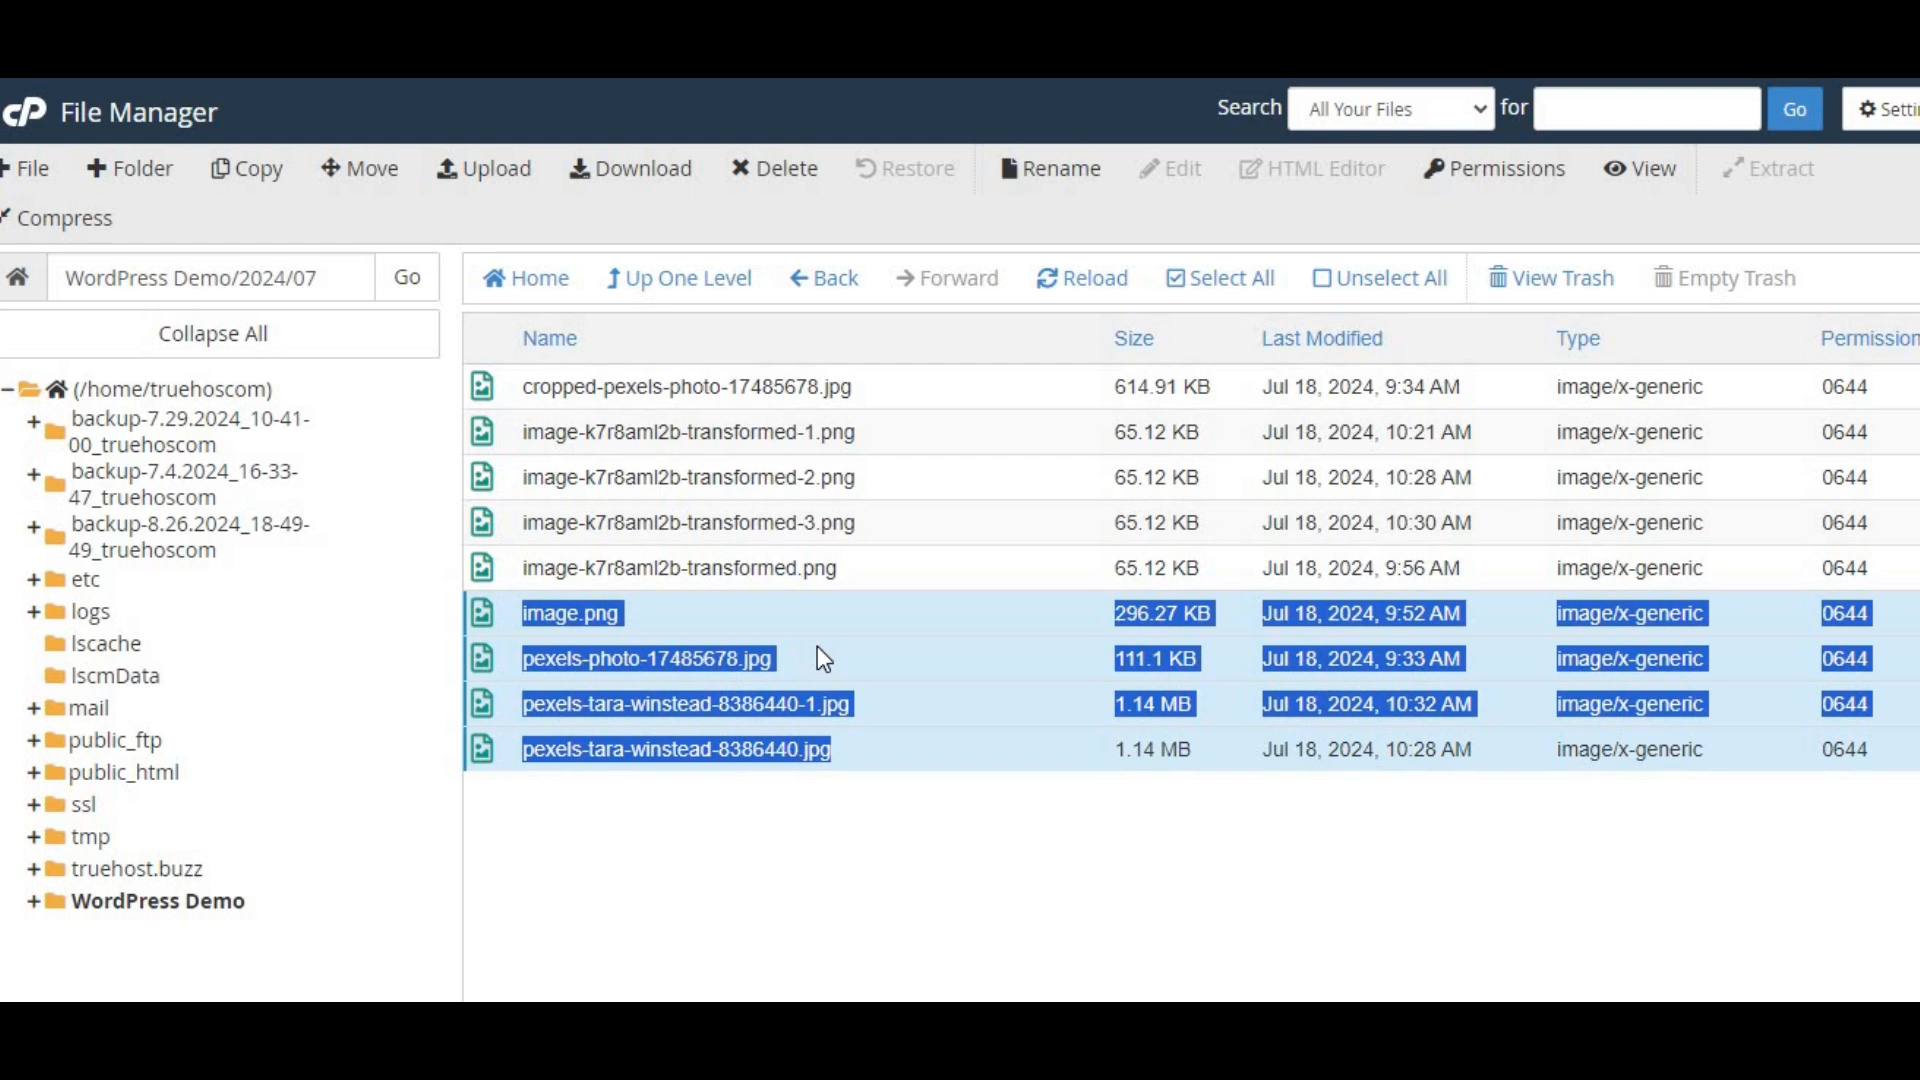 cP File Manager
Search All Your Files for Go Setti
File Folder Copy Move Upload Download Delete Restore Rename Edit HTML Editor Permissions View Extract
Compress
WordPress Demo/2024/07 Go
Home Up One Level Back Forward Reload Select All Unselect All View Trash Empty Trash
Collapse All
(/home/truehoscom)
backup-7.29.2024_10-41-
00_truehoscom
backup-7.4.2024_16-33-
47_truehoscom
backup-8.26.2024_18-49-
49_truehoscom
etc
logs
lscache
lscmData
mail
public_ftp
public_html
ssl
tmp
truehost.buzz
WordPress Demo
Name Size Last Modified Type Permission
cropped-pexels-photo-17485678.jpg 614.91 KB Jul 18, 2024, 9:34 AM image/x-generic 0644
image-k7r8aml2b-transformed-1.png 65.12 KB Jul 18, 2024, 10:21 AM image/x-generic 0644
image-k7r8aml2b-transformed-2.png 65.12 KB Jul 18, 2024, 10:28 AM image/x-generic 0644
image-k7r8aml2b-transformed-3.png 65.12 KB Jul 18, 2024, 10:30 AM image/x-generic 0644
image-k7r8aml2b-transformed.png 65.12 KB Jul 18, 2024, 9:56 AM image/x-generic 0644
image.png 296.27 KB Jul 18, 2024, 9:52 AM image/x-generic 0644
pexels-photo-17485678.jpg 111.1 KB Jul 18, 2024, 9:33 AM image/x-generic 0644
pexels-tara-winstead-8386440-1.jpg 1.14 MB Jul 18, 2024, 10:32 AM image/x-generic 0644
pexels-tara-winstead-8386440.jpg 1.14 MB Jul 18, 2024, 10:28 AM image/x-generic 0644